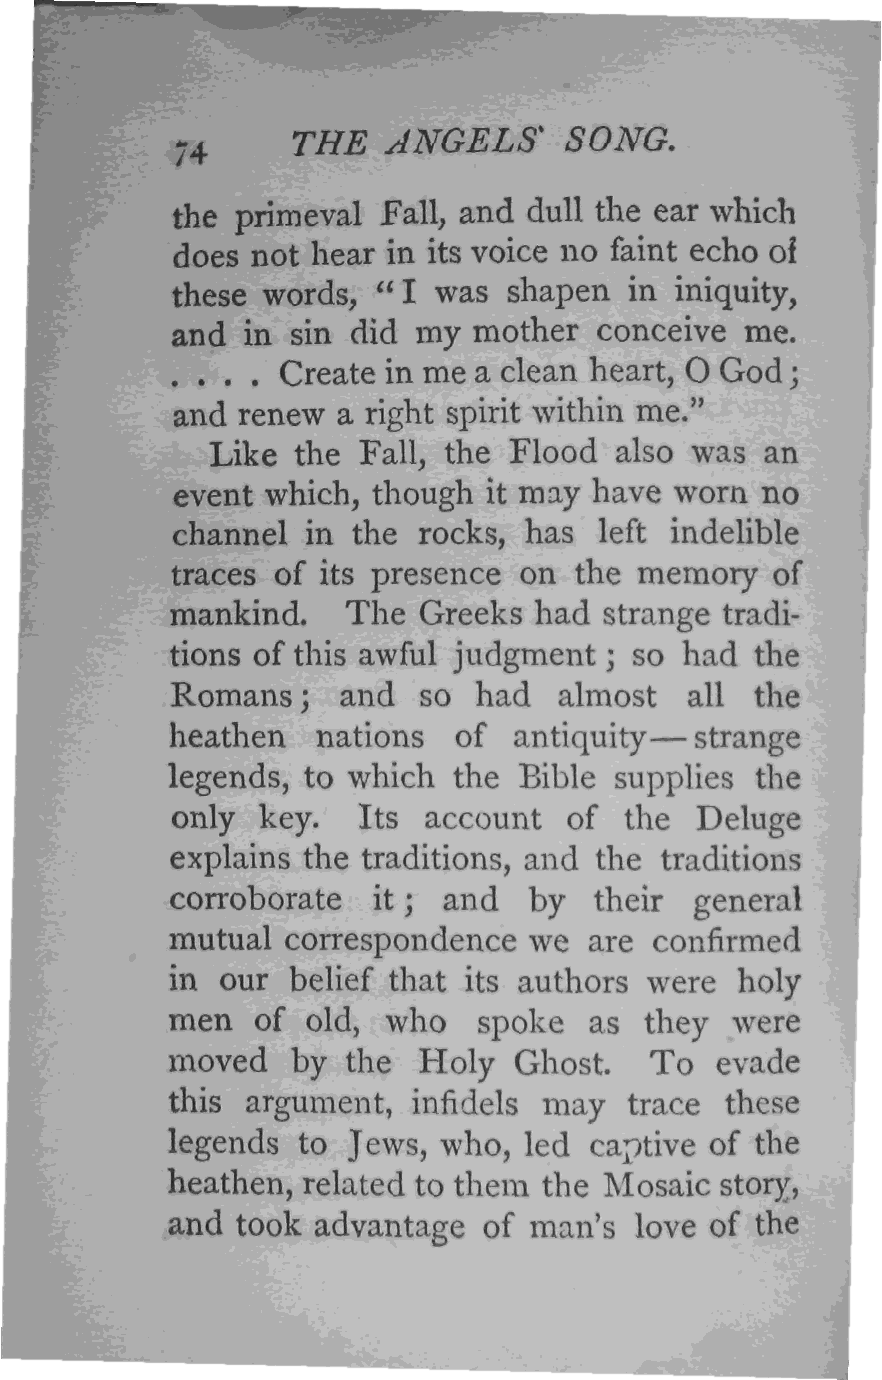 74 THE ANGELS' SONG.
the primeval Fall, and dull the ear which
does not hear in its voice no faint echo of
these words, “I was shapen in iniquity,
and in sin did my mother conceive me.
. . . . Create in me a clean heart, O God;
and renew a right spirit within me.”
Like the Fall, the Flood also was an
event which, though it may have worn no
channel in the rocks, has left indelible
traces of its presence on the memory of
mankind. The Greeks had strange tradi-
tions of this awful judgment; so had the
Romans; and so had almost all the
heathen nations of antiquity—strange
legends, to which the Bible supplies the
only key. Its account of the Deluge
explains the traditions, and the traditions
corroborate it; and by their general
mutual correspondence we are confirmed
in our belief that its authors were holy
men of old, who spoke as they were
moved by the Holy Ghost. To evade
this argument, infidels may trace these
legends to Jews, who, led captive of the
heathen, related to them the Mosaic story,
and took advantage of man's love of the